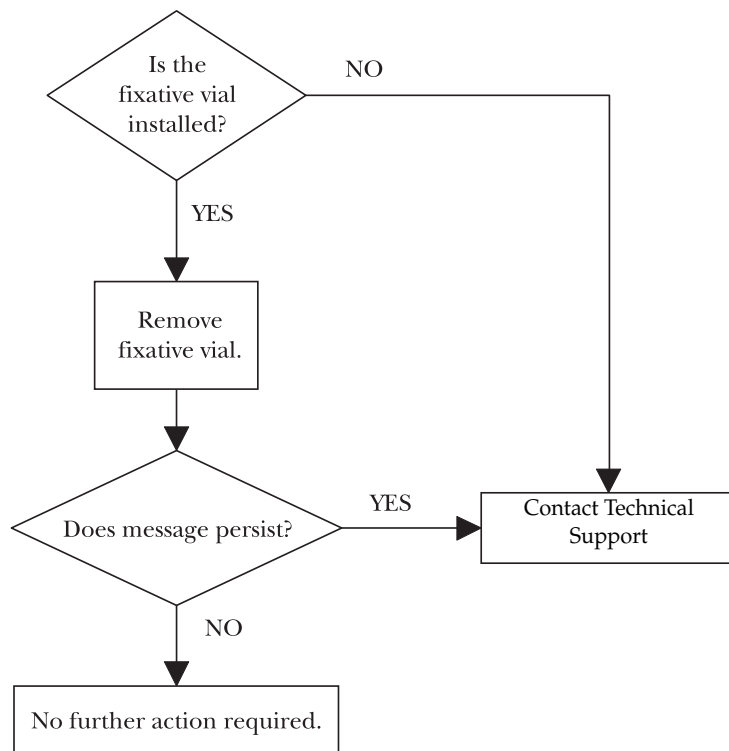 Is the
fixative vial
installed?
NO
YES
Remove
fixative vial.
Does message persist?
YES
Contact Technical
Support
NO
No further action required.